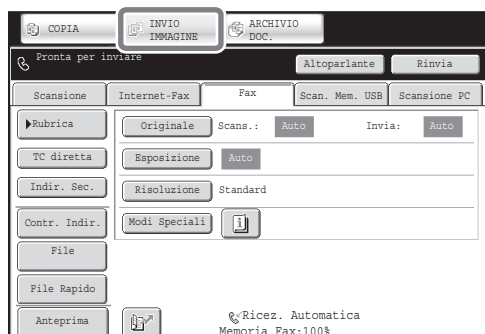 COPIA
INVIO
IMMAGINE
ARCHIVIO
DOC.
Pronta per inviare
Altoparlante
Rinvia
Scansione
Internet-Fax
Fax
Scan. Mem. USB
Scansione PC
Rubrica
Originale Scans.: Auto Invia: Auto
TC diretta
Esposizione Auto
Indir. Sec.
Risoluzione Standard
Contr. Indir.
Modi Speciali
File
File Rapido
Anteprima
Ricez. Automatica
Memoria Fax:100%